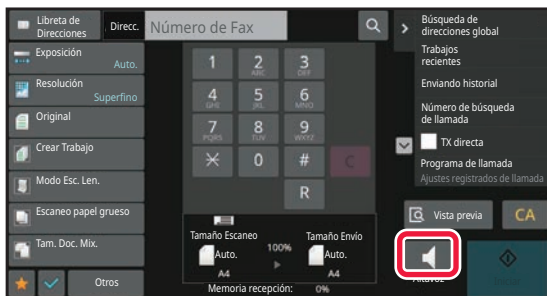 Libreta de
Direcciones
Direcc.
Número de Fax
Búsqueda de
direcciones global
Trabajos
recientes
Enviando historial
Número de búsqueda
de llamada
TX directa
Programa de llamada
Ajustes registrados de llamada
Exposición
Auto.
Resolución
Superfino
Original
Crear Trabajo
Modo Esc. Len.
Escaneo papel grueso
Tam. Doc. Mix.
Otros
1
2
ABC
3
DEF
4
GHI
5
JKL
6
MNO
7
PQRS
8
TUV
9
WXYZ
0
#
C
R
Tamaño Escaneo
Tamaño Envío
Auto.
100%
Auto.
A4
A4
Memoria recepción: 0%
Vista previa
CA
Altavoz